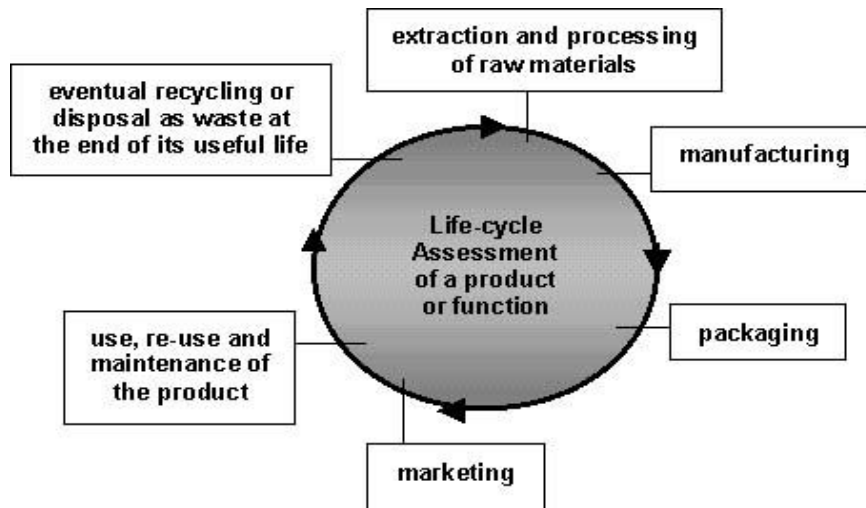 extraction and processing
of raw materials
eventual recycling or
disposal as waste at
the end of its useful life
manufacturing
Life-cycle
Assessment
of a product
or function
packaging
use, re-use and
maintenance of
the product
marketing